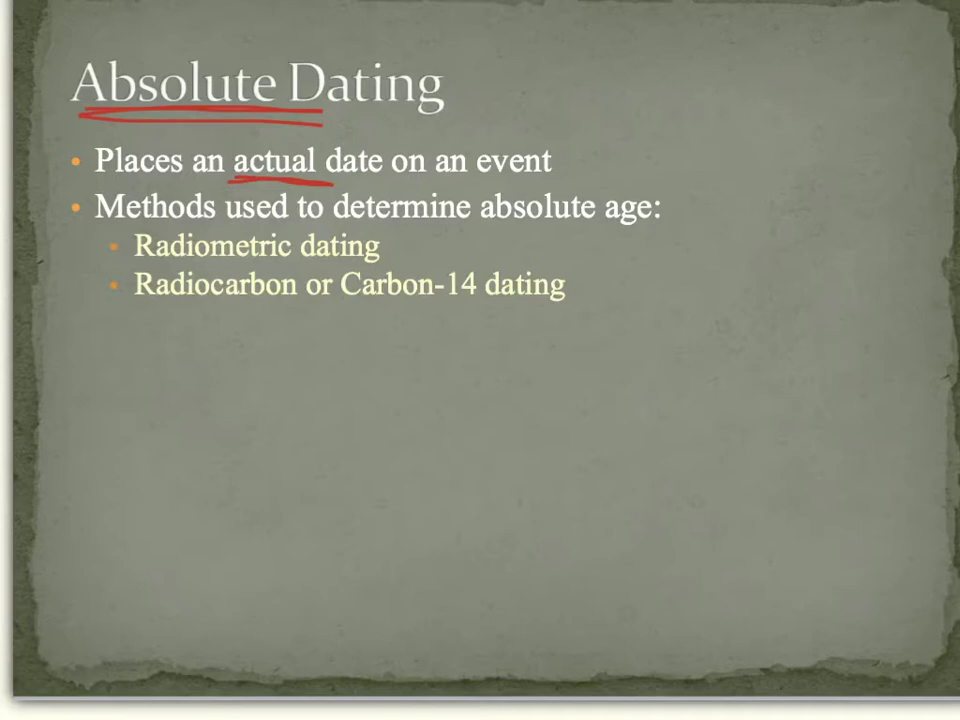 Absolute Dating
• Places an actual date on an event
• Methods used to determine absolute age:
• Radiometric dating
• Radiocarbon or Carbon-14 dating